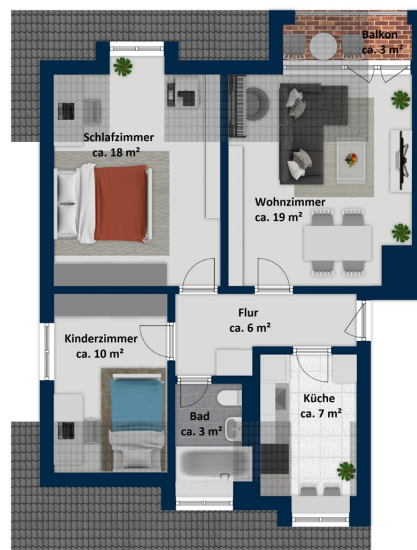 Balkon
ca. 3 m²
Schlafzimmer
ca. 18 m²
Wohnzimmer
ca. 19 m²
Flur
ca. 6 m²
Kinderzimmer
ca. 10 m²
Küche
ca. 7 m²
Bad
ca. 3 m²